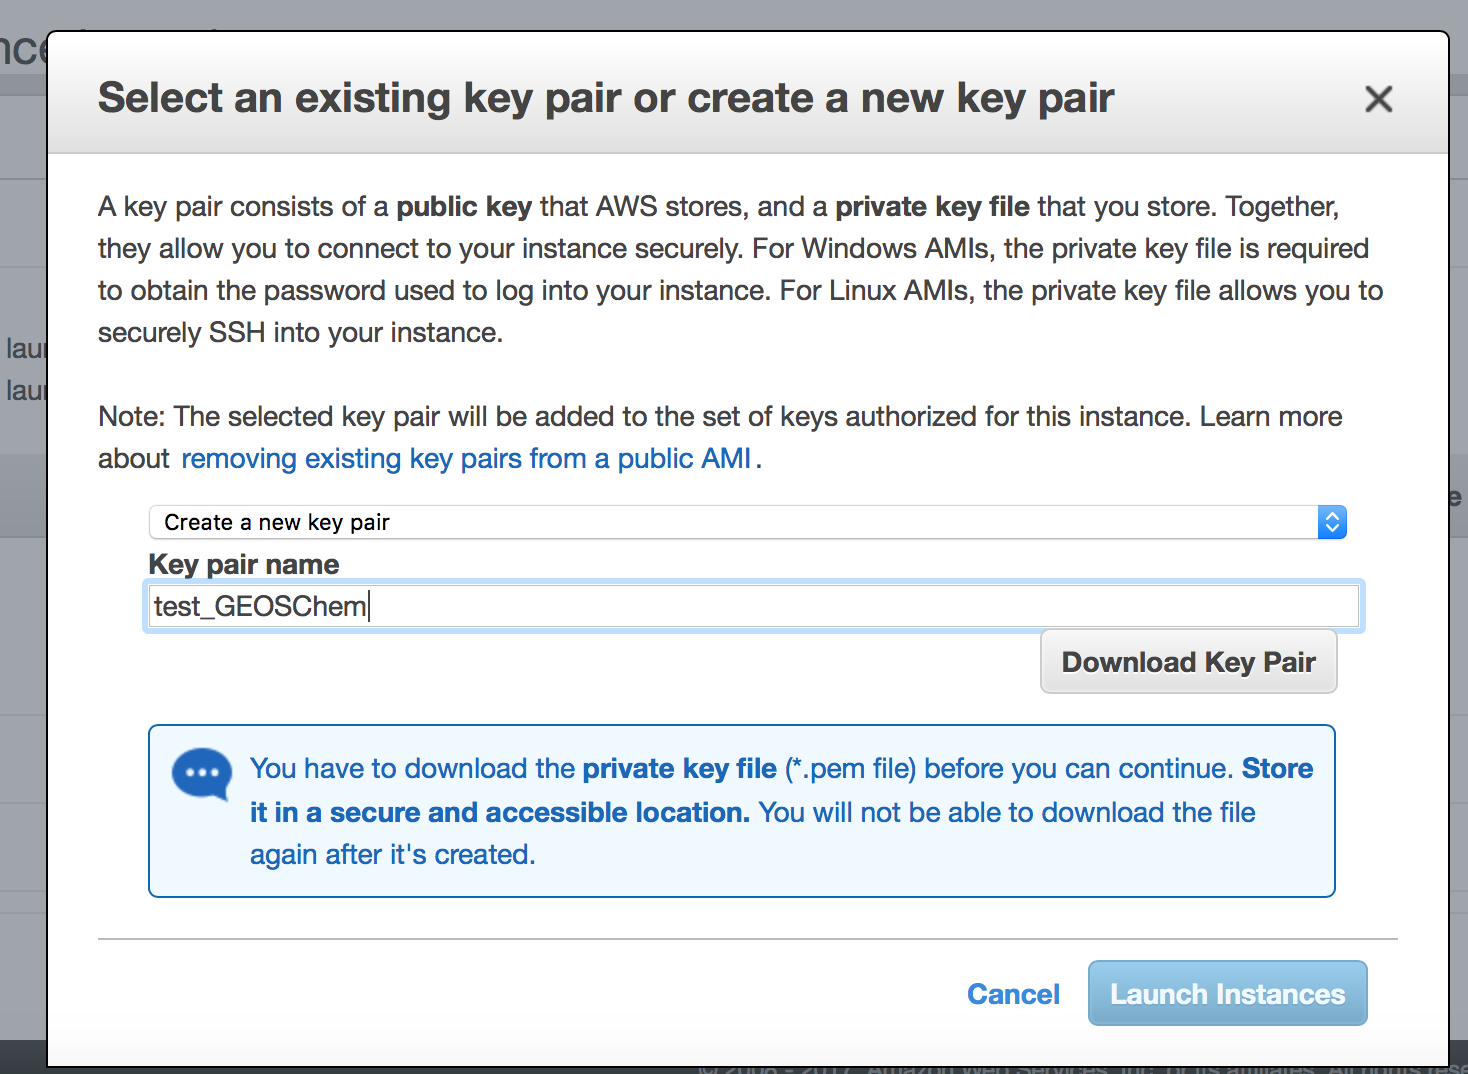 Select an existing key pair or create a new key pair
A key pair consists of a public key that AWS stores, and a private key file that you store. Together,
they allow you to connect to your instance securely. For Windows AMIs, the private key file is required
to obtain the password used to log into your instance. For Linux AMIs, the private key file allows you to
securely SSH into your instance.
Note: The selected key pair will be added to the set of keys authorized for this instance. Learn more
about removing existing key pairs from a public AMI.
Create a new key pair
Key pair name
test_GEOSChem
Download Key Pair
You have to download the private key file (*.pem file) before you can continue. Store
it in a secure and accessible location. You will not be able to download the file
again after it's created.
Cancel
Launch Instances